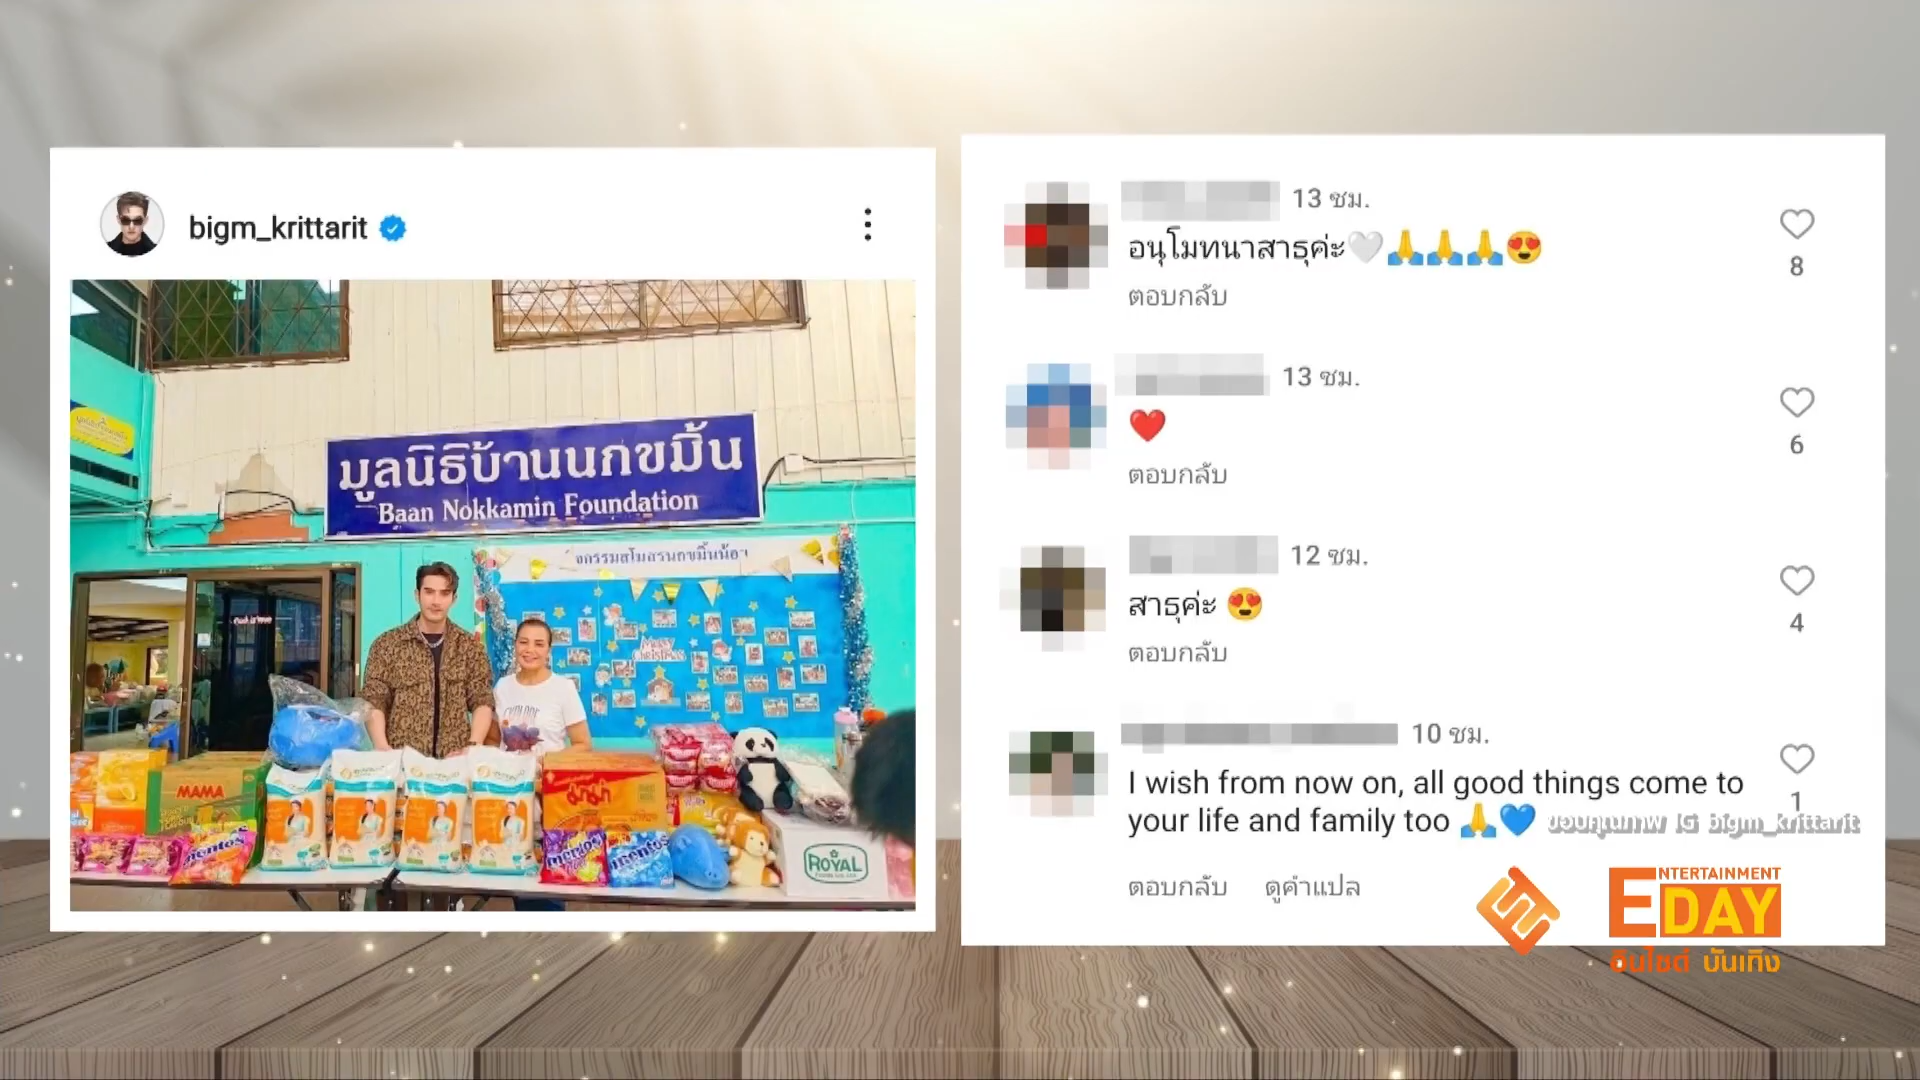 bigm_krittarit
มูลนิธิบ้านนกขมิ้น
Baan Nokkamin Foundation
Merry
Christmas
MAMA
mentos
mentos
mentos
ROYAL
13 ชม.
อนุโมทนาสาธุค่ะ🤍🙏🙏🙏😍
8
ตอบกลับ
13 ชม.
❤️
6
ตอบกลับ
12 ชม.
สาธุค่ะ 😍
4
ตอบกลับ
10 ชม.
I wish from now on, all good things come to
your life and family too 🙏💙
1
ตอบกลับ ดูคำแปล
ขอบคุณภาพ IG bigm_krittarit
ENTERTAINMENT
EDAY
อินไซด์ บันเทิง